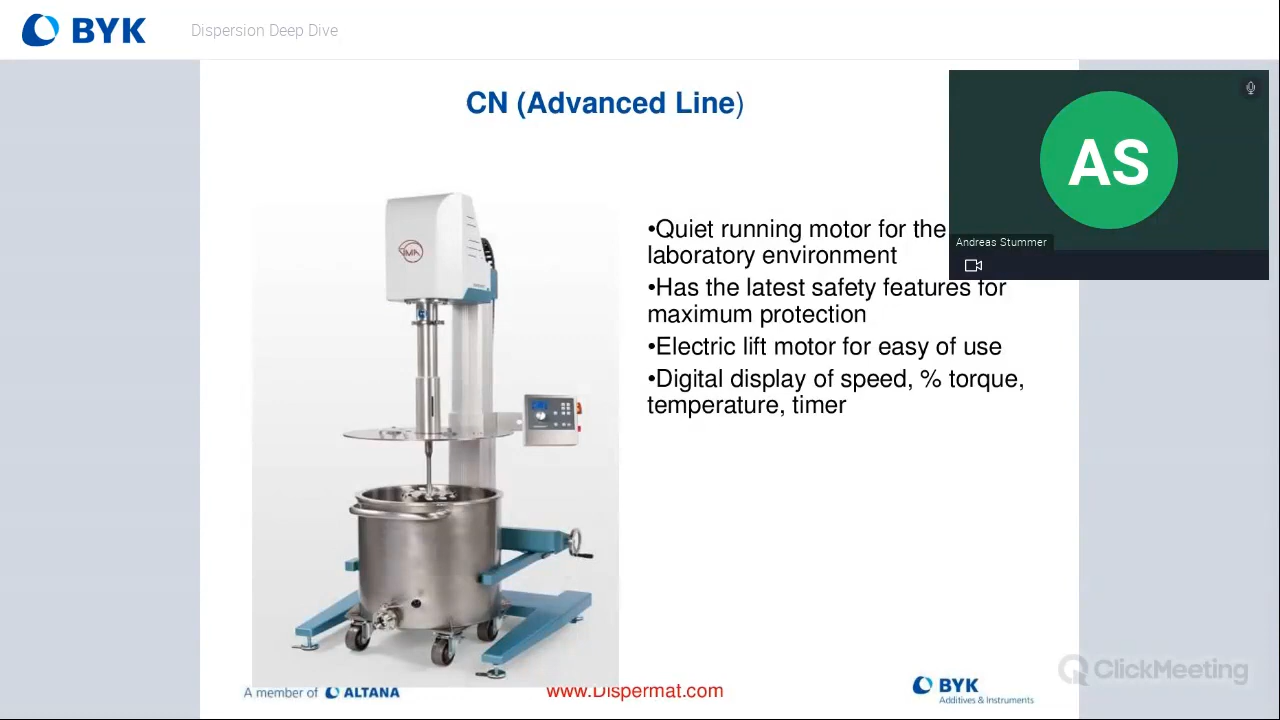 BYK
Dispersion Deep Dive
CN (Advanced Line)
AS
Andreas Stummer
•Quiet running motor for the
laboratory environment
•Has the latest safety features for
maximum protection
•Electric lift motor for easy of use
•Digital display of speed, % torque,
temperature, timer
VMA
A member of ALTANA
www.Dispermat.com
BYK
Additives & Instruments
ClickMeeting